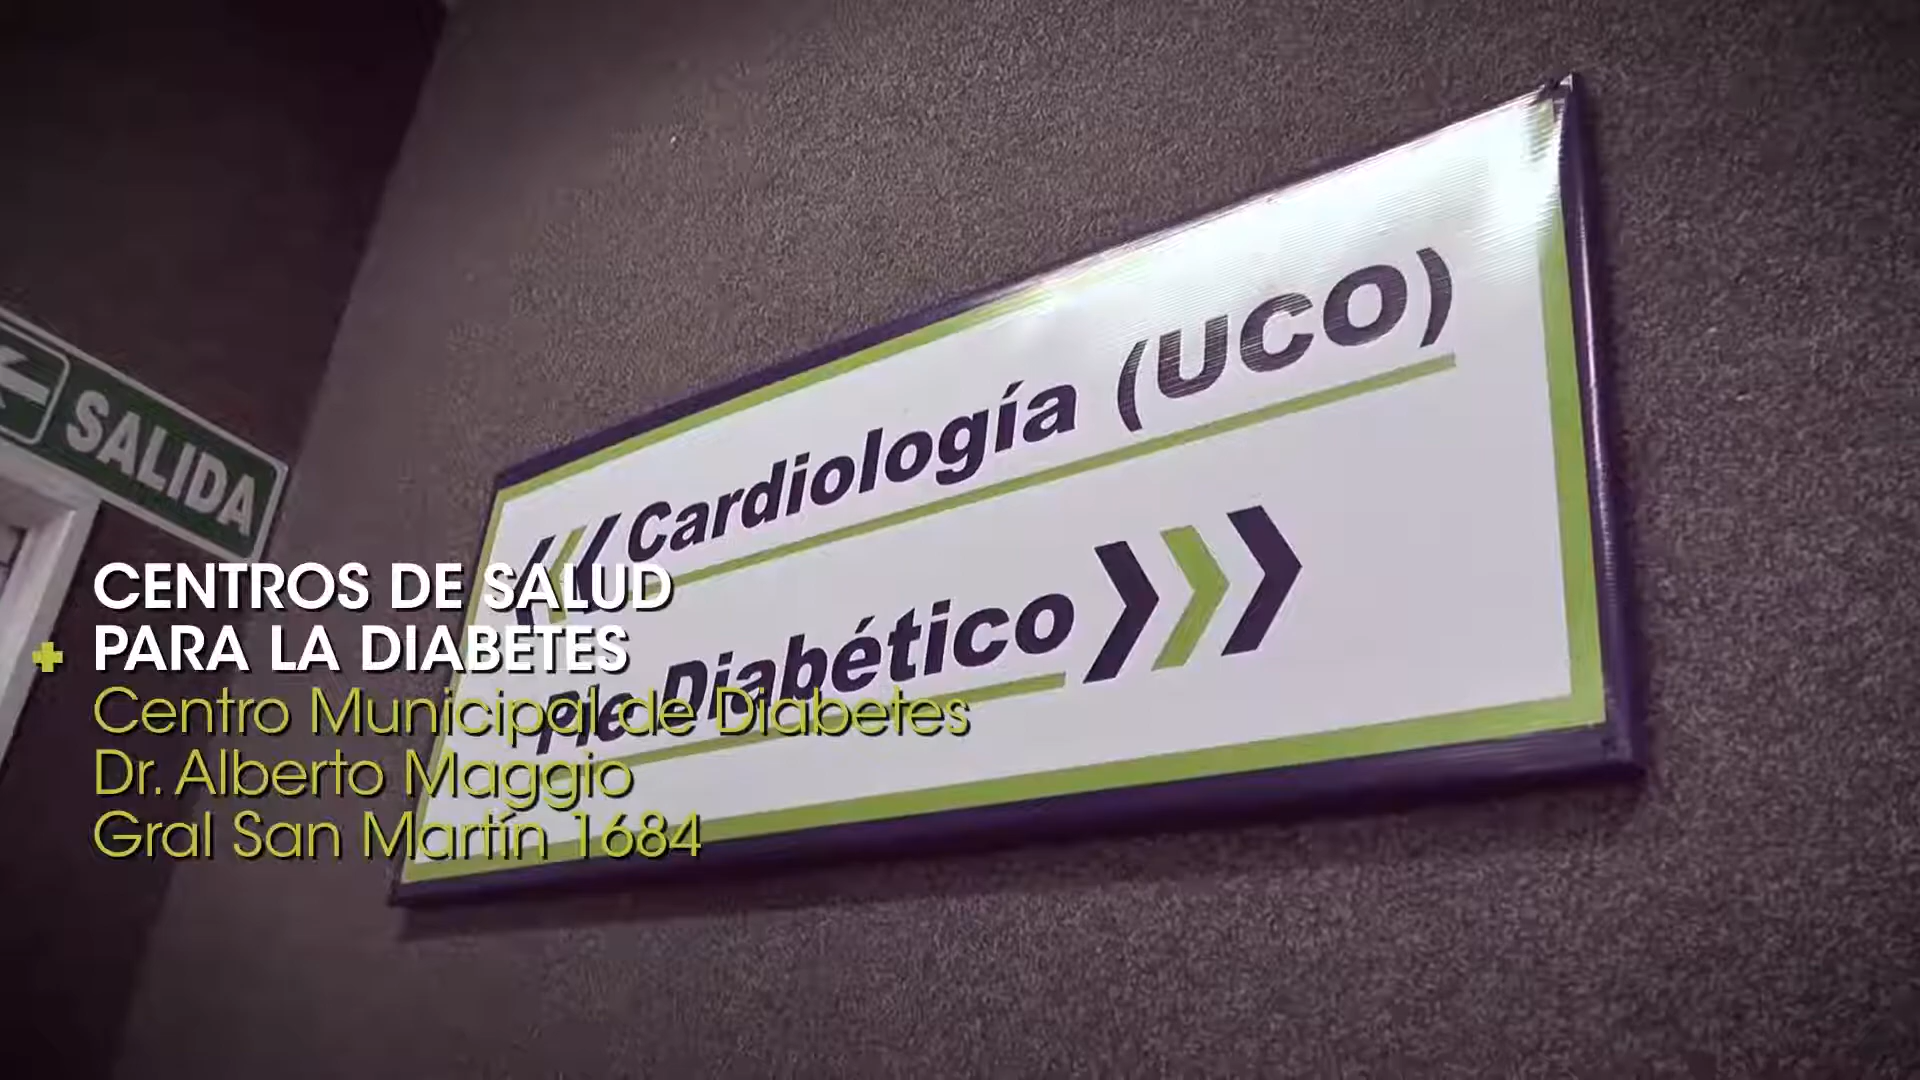 SALIDA
Cardiología (UCO)
Pie Diabético
CENTROS DE SALUD
PARA LA DIABETES
Centro Municipal de Diabetes
Dr. Alberto Maggio
Gral San Martín 1684